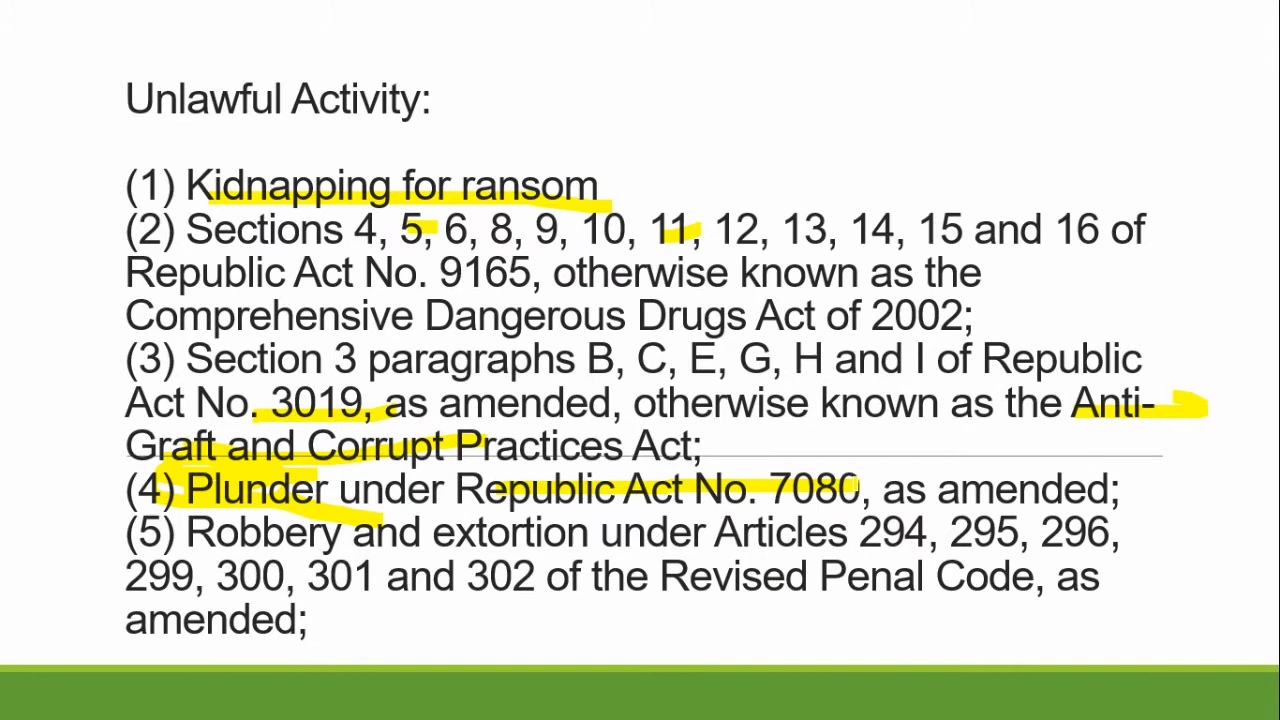 Unlawful Activity:
(1) Kidnapping for ransom
(2) Sections 4, 5, 6, 8, 9, 10, 11, 12, 13, 14, 15 and 16 of
Republic Act No. 9165, otherwise known as the
Comprehensive Dangerous Drugs Act of 2002;
(3) Section 3 paragraphs B, C, E, G, H and I of Republic
Act No. 3019, as amended, otherwise known as the Anti-
Graft and Corrupt Practices Act;
(4) Plunder under Republic Act No. 7080, as amended;
(5) Robbery and extortion under Articles 294, 295, 296,
299, 300, 301 and 302 of the Revised Penal Code, as
amended;